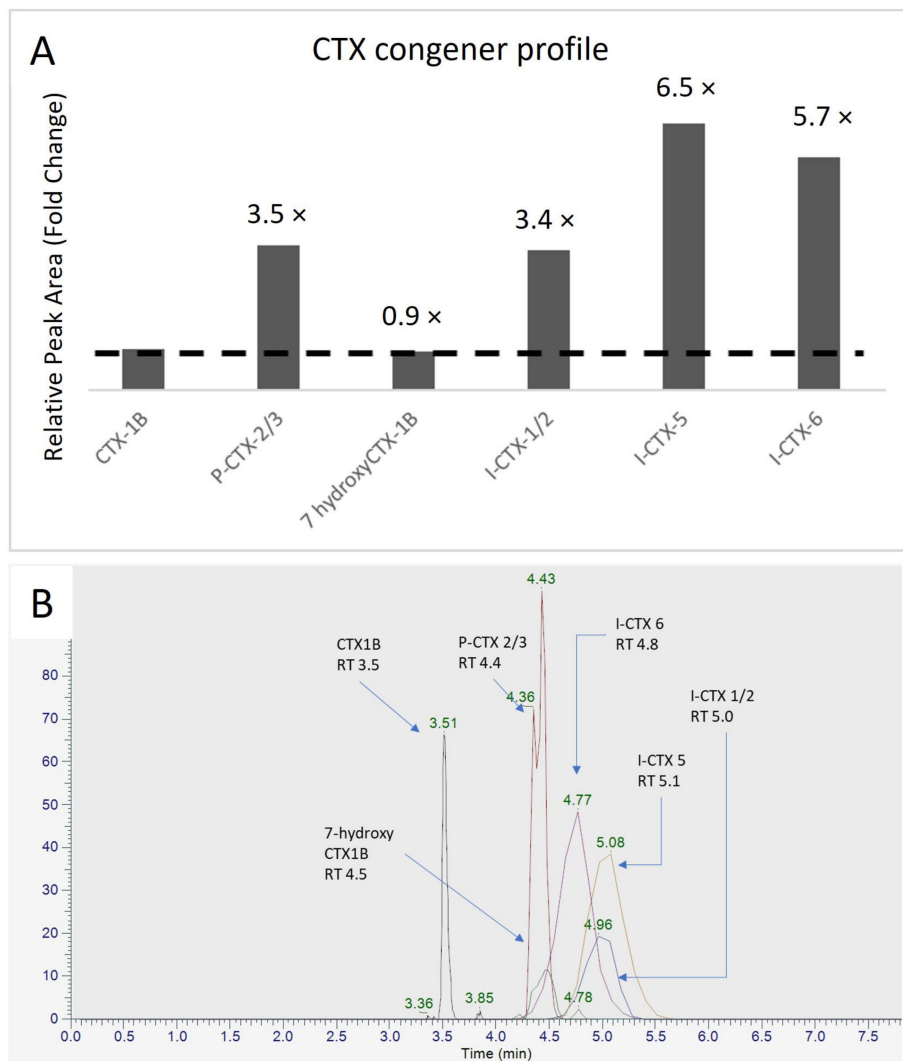 A
CTX congener profile
Relative Peak Area (Fold Change)
3.5 ×
0.9 ×
3.4 ×
6.5 ×
5.7 ×
CTX-1B
P-CTX-2/3
7 hydroxyCTX-1B
I-CTX-1/2
I-CTX-5
I-CTX-6
B
4.43
CTX1B
RT 3.5
P-CTX 2/3
RT 4.4
I-CTX 6
RT 4.8
I-CTX 1/2
RT 5.0
I-CTX 5
RT 5.1
7-hydroxy
CTX1B
RT 4.5
3.51
4.36
4.77
5.08
4.96
3.36
3.85
4.78
80
70
60
50
40
30
20
10
0
0.0 0.5 1.0 1.5 2.0 2.5 3.0 3.5 4.0 4.5 5.0 5.5 6.0 6.5 7.0 7.5
Time (min)